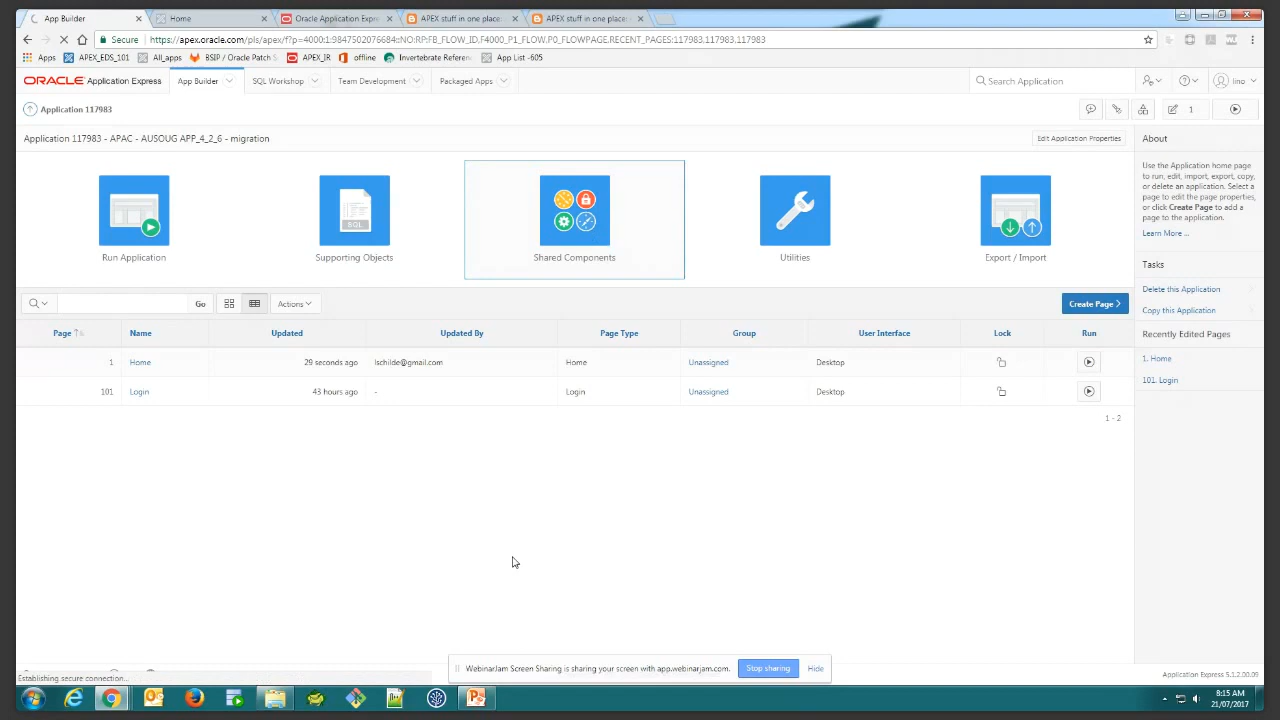 App Builder
Home
Oracle Application Expre
APEX stuff in one place:
APEX stuff in one place:
Secure
https://apex.oracle.com/pls/apex/f?p=4000:1:9847502076684:NO:RP:FB_FLOW_ID,F4000_P1_FLOW,P0_FLOWPAGE,RECENT_PAGES:117983,117983,117983
Apps
APEX_EDS_101
All_apps
BSIP / Oracle Patch S
APEX_IR
offline
Invertebrate Referenc
App List -605
ORACLE Application Express
App Builder
SQL Workshop
Team Development
Packaged Apps
Search Application
lino
Application 117983
1
Application 117983 - APAC - AUSOUG APP_4_2_6 - migration
Edit Application Properties
About
Use the Application home page
to run, edit, import, export, copy,
or delete an application. Select
a page to edit the page properties,
or click Create Page to add a
page to the application.
Learn More ...
SQL
Run Application
Supporting Objects
Shared Components
Utilities
Export / Import
Tasks
Delete this Application
Copy this Application
Recently Edited Pages
1. Home
101. Login
Go
Actions
Create Page
Page
Name
Updated
Updated By
Page Type
Group
User Interface
Lock
Run
1
Home
29 seconds ago
lschilde@gmail.com
Home
Unassigned
Desktop
101
Login
43 hours ago
-
Login
Unassigned
Desktop
1 - 2
WebinarJam Screen Sharing is sharing your screen with app.webinarjam.com.
Stop sharing
Hide
Establishing secure connection...
Application Express 5.1.2.00.09
8:15 AM
21/07/2017